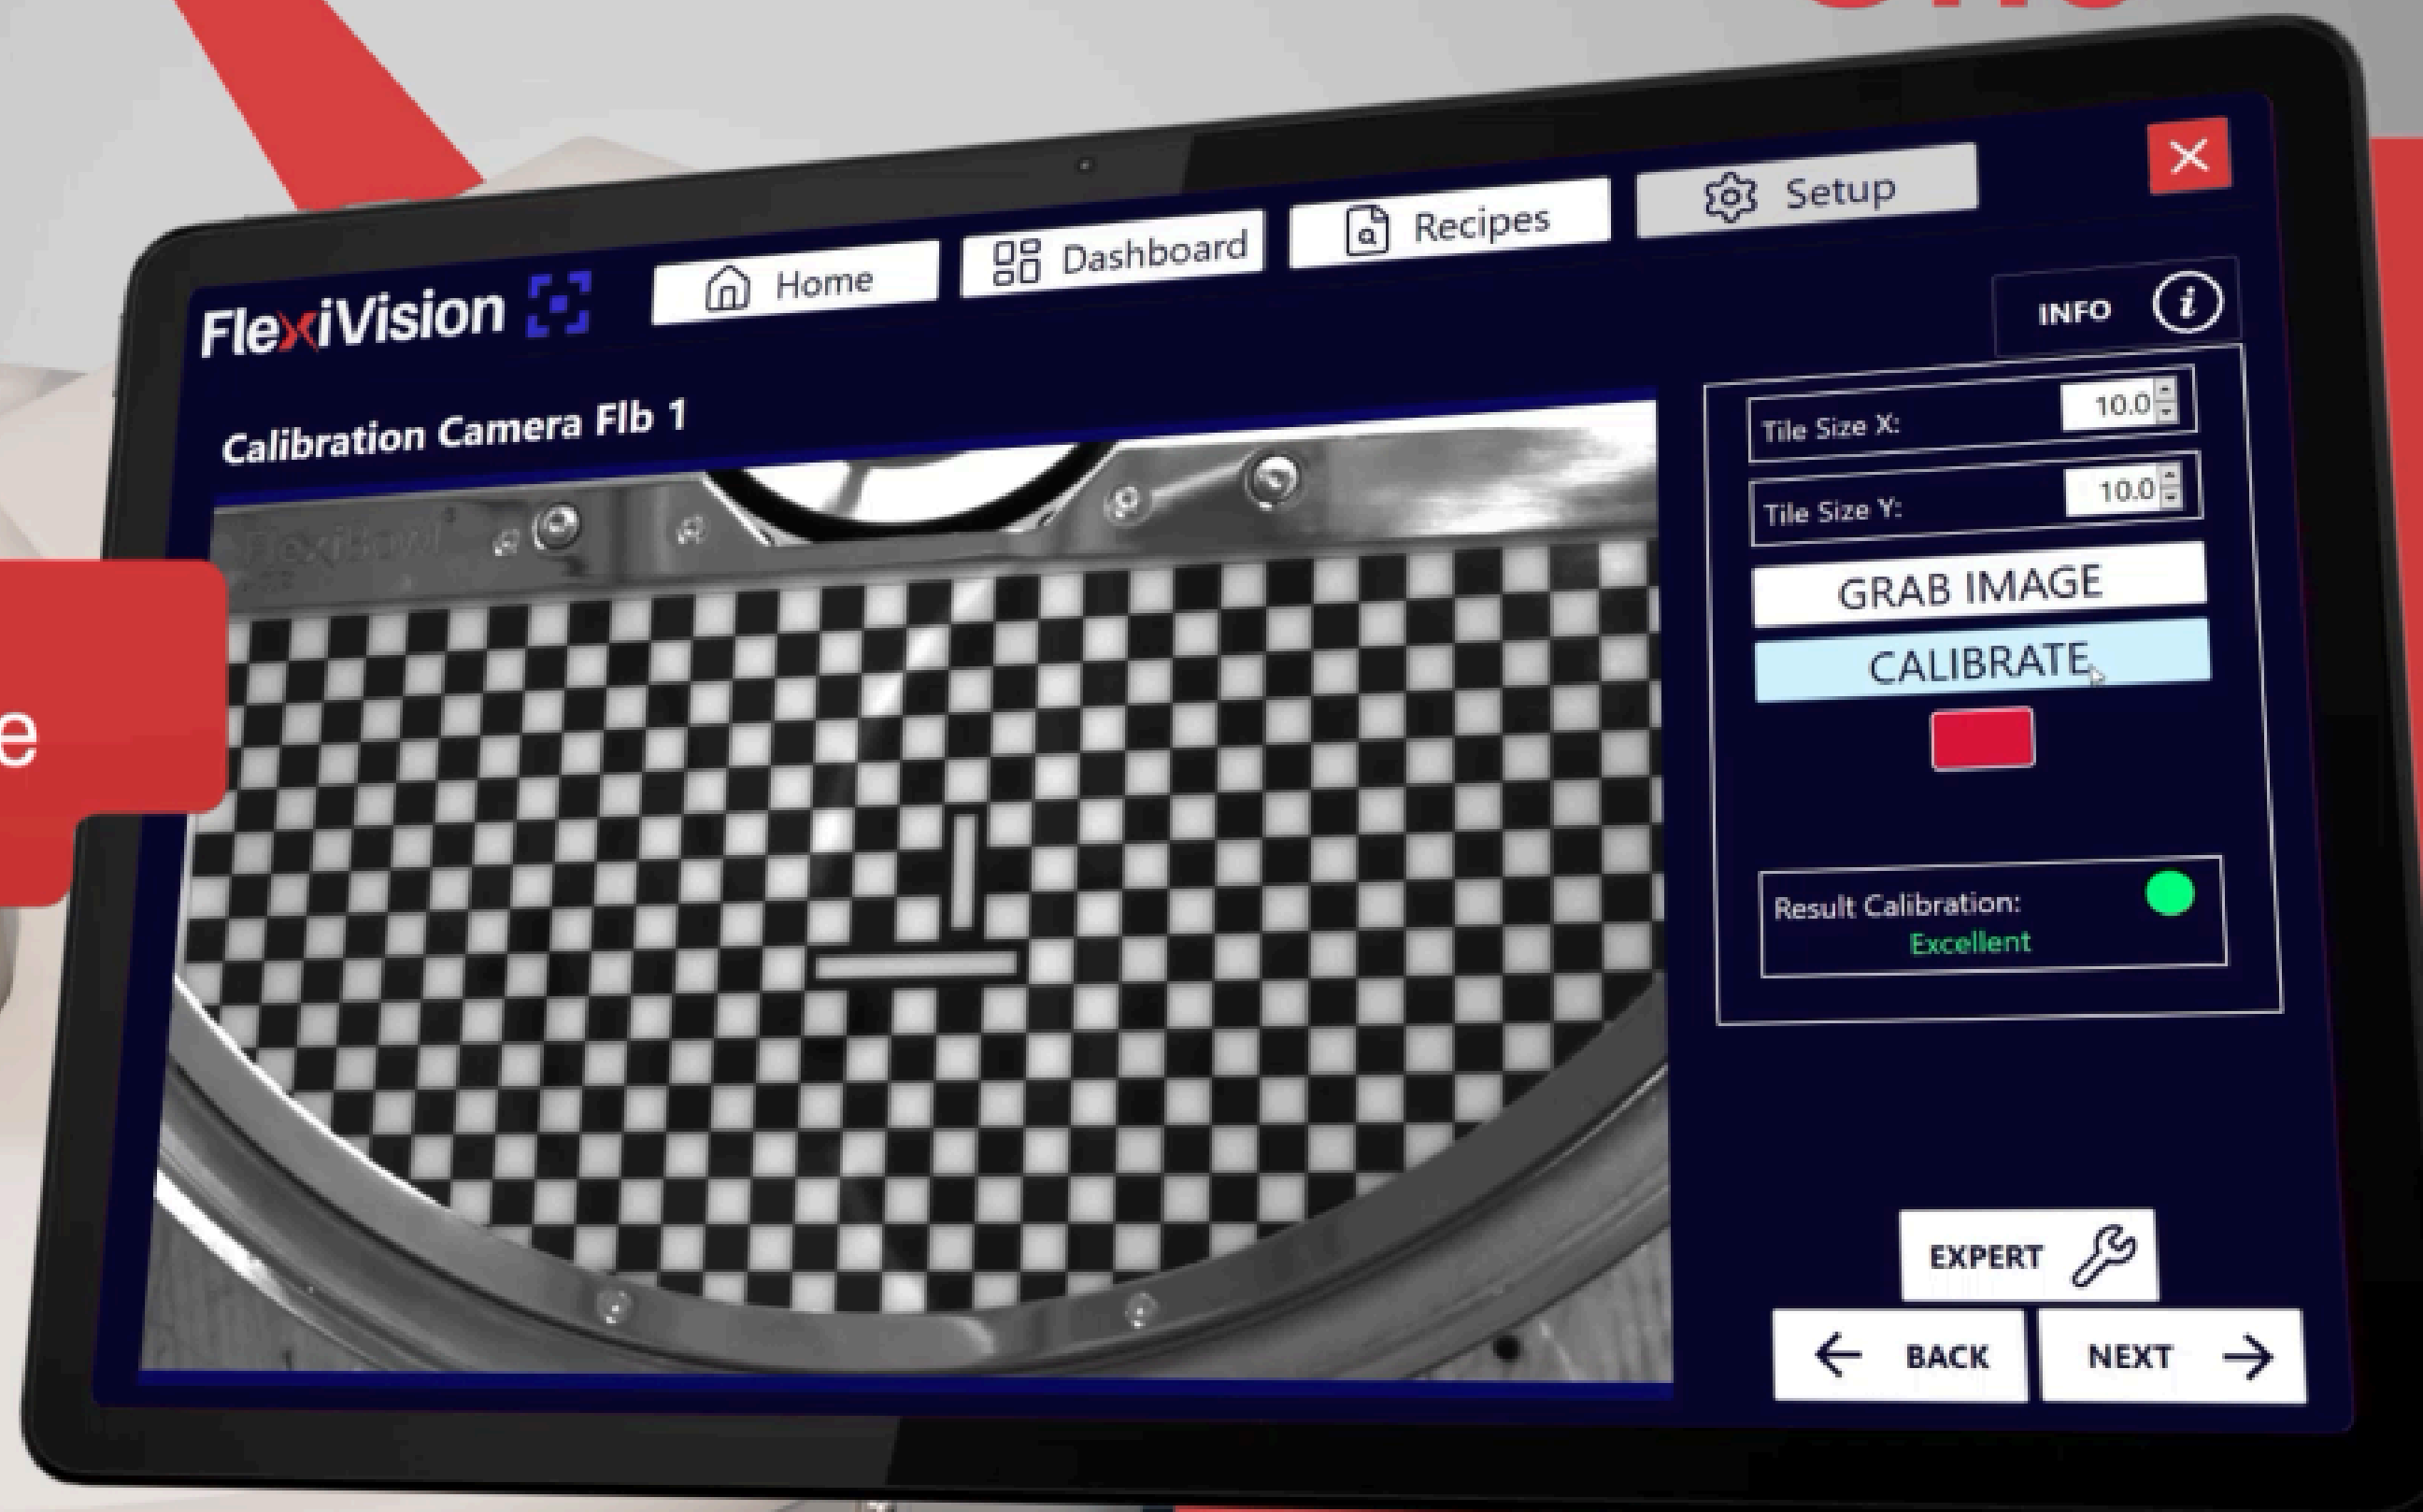 FlexiVision
Home
Dashboard
Recipes
Setup
INFO
Calibration Camera Flb 1
FlexiBowl
Tile Size X:
10.0
Tile Size Y:
10.0
GRAB IMAGE
CALIBRATE
Result Calibration:
Excellent
EXPERT
BACK
NEXT
e